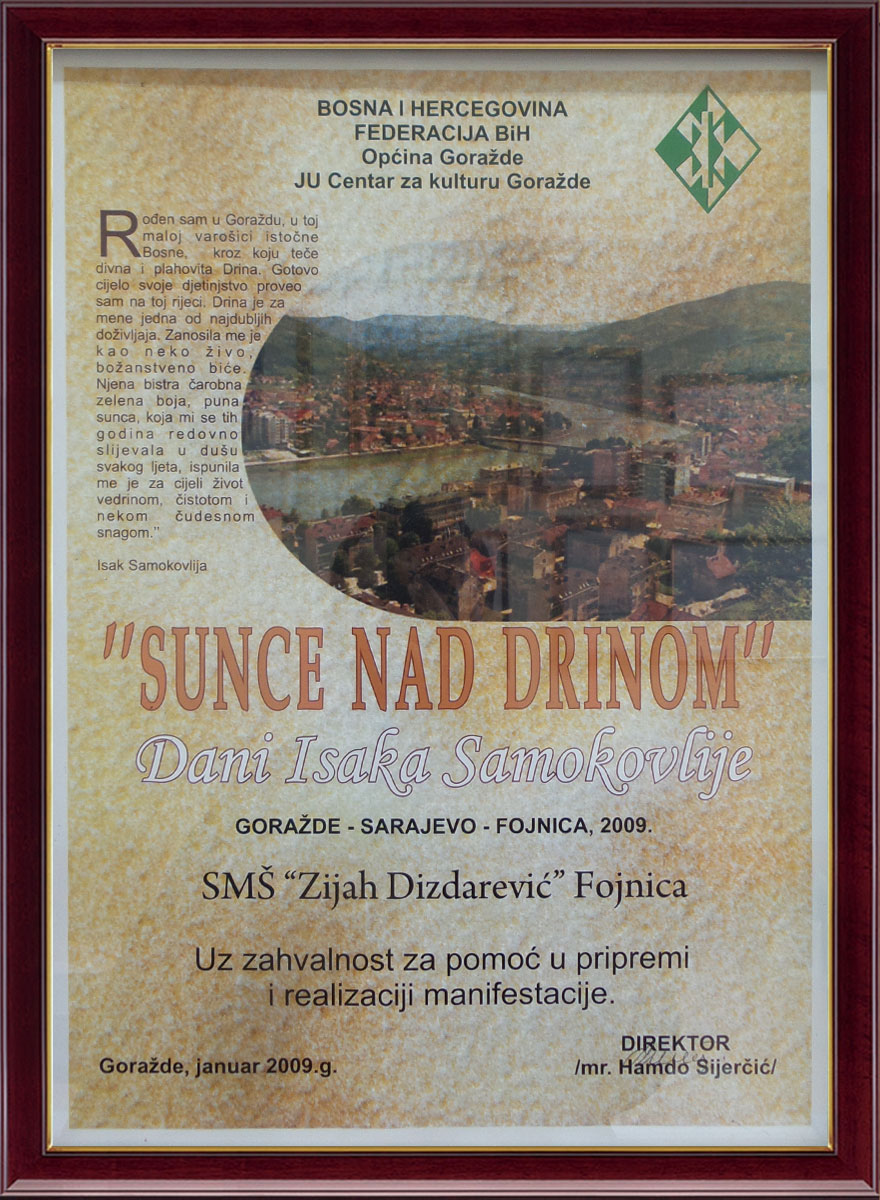 BOSNA I HERCEGOVINA
FEDERACIJA BiH
Općina Goražde
JU Centar za kulturu Goražde
Rođen sam u Goraždu, u toj
maloj varošici istočne
Bosne, kroz koju teče
divna i plahovita Drina. Gotovo
cijelo svoje djetinjstvo proveo
sam na toj rijeci. Drina je za
mene jedna od najdubljih
doživljaja. Zanosila me je
kao neko živo,
božanstveno biće.
Njena bistra čarobna
zelena boja, puna
sunca, koja mi se tih
godina redovno
slijevala u dušu
svakog ljeta, ispunila
me je za cijeli život
vedrinom, čistotom i
nekom čudesnom
snagom."
Isak Samokovlija
"SUNCE NAD DRINOM"
Dani Isaka Samokovlije
GORAŽDE - SARAJEVO - FOJNICA, 2009.
SMŠ “Zijah Dizdarević” Fojnica
Uz zahvalnost za pomoć u pripremi
i realizaciji manifestacije.
DIREKTOR
Goražde, januar 2009.g.
/mr. Hamdo Sijerčić/